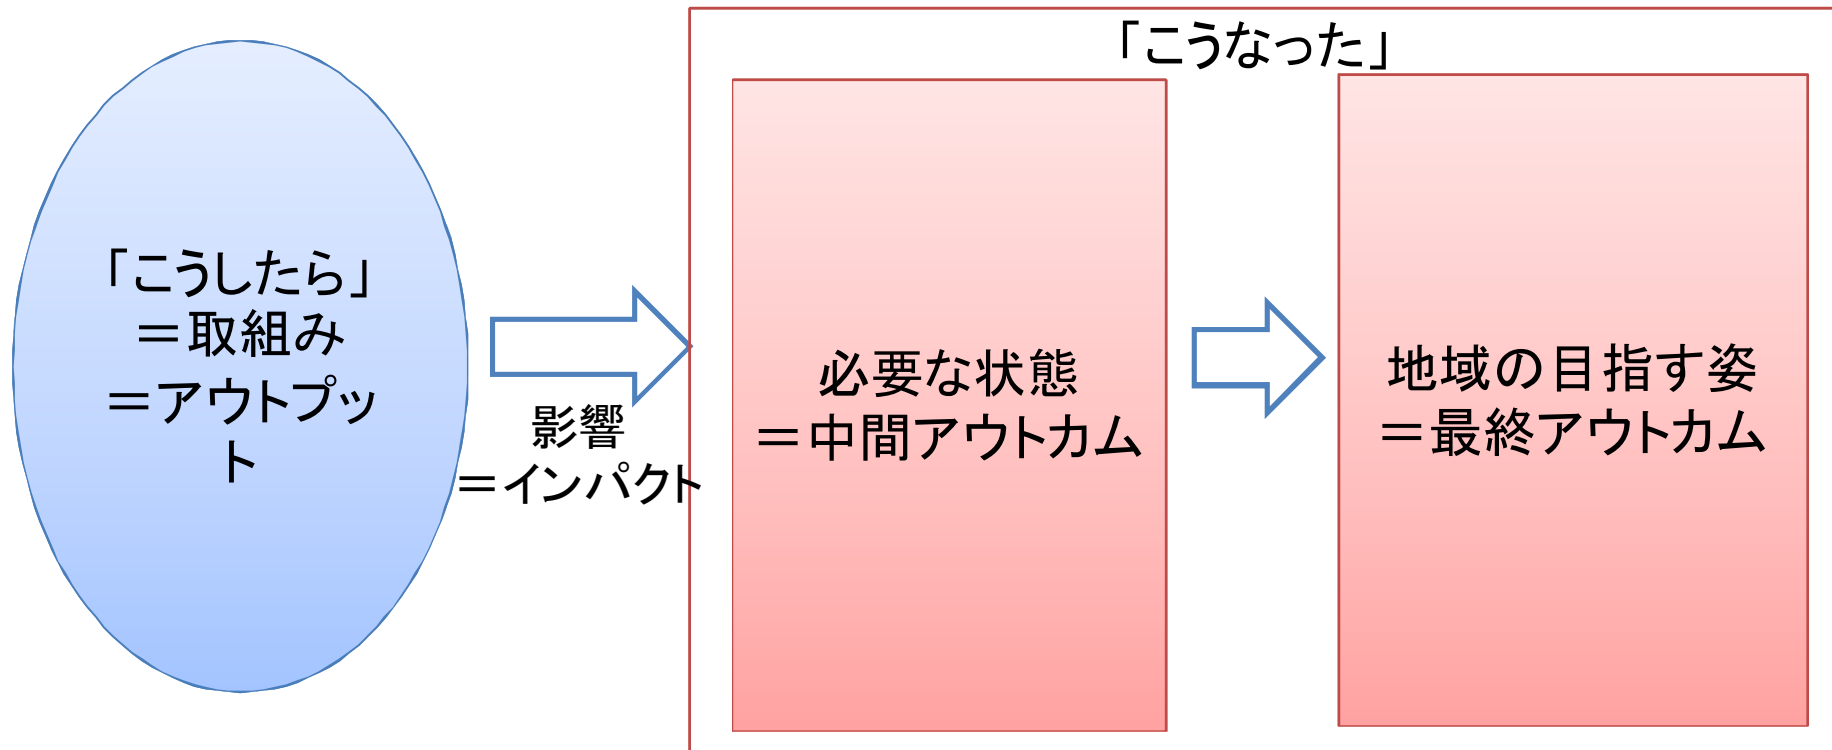 「こうなった」
「こうしたら」
＝取組み
＝アウトプッ
ト
影響
＝インパクト
必要な状態
＝中間アウトカム
地域の目指す姿
＝最終アウトカム